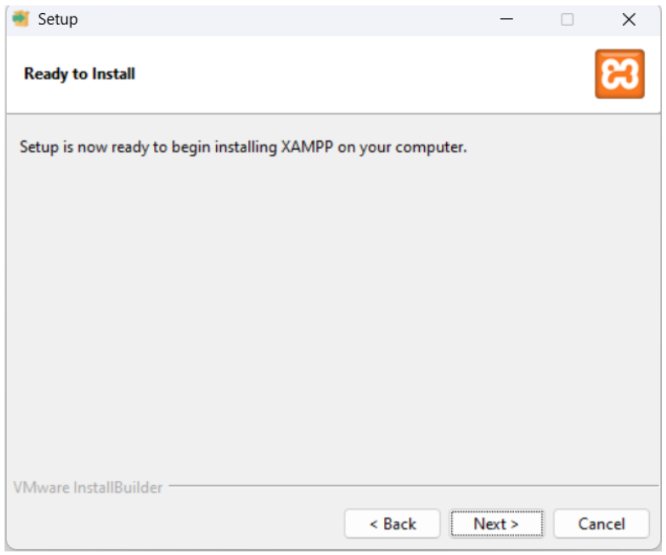 Setup
Ready to Install
Setup is now ready to begin installing XAMPP on your computer.
VMware InstallBuilder
< Back
Next >
Cancel